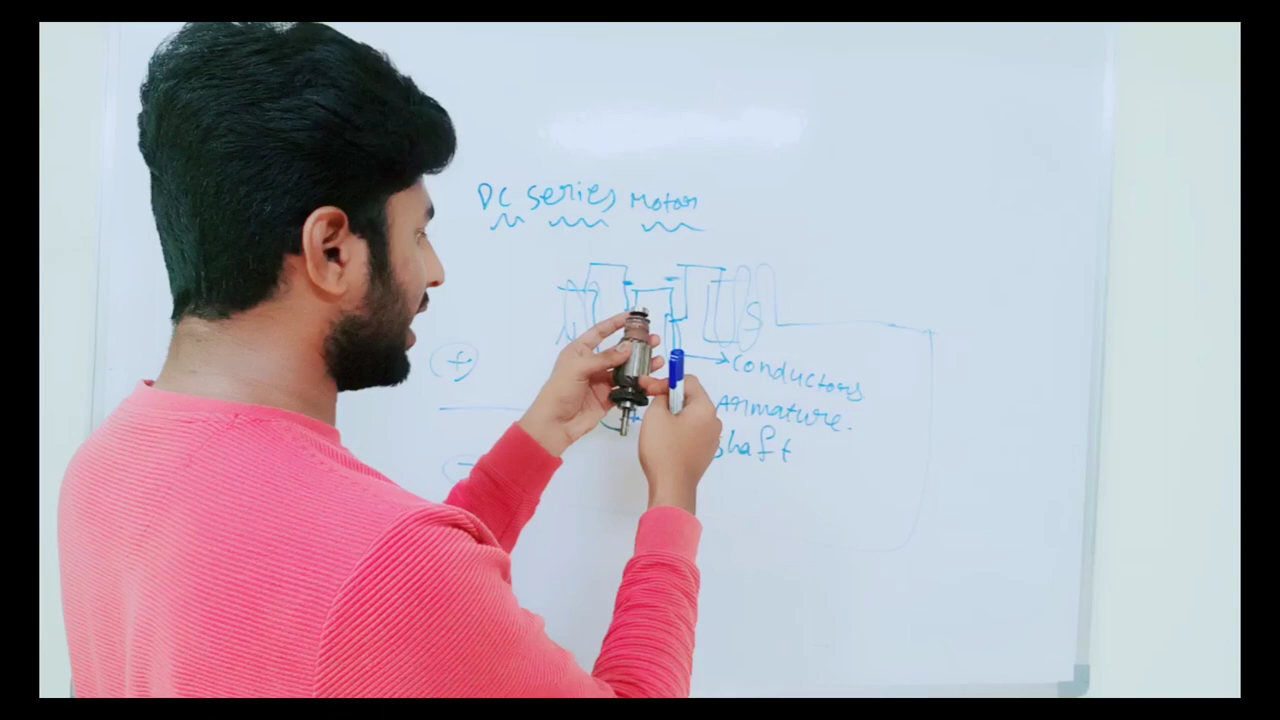 DC Series Motor
+
conductors
Armature.
shaft
-